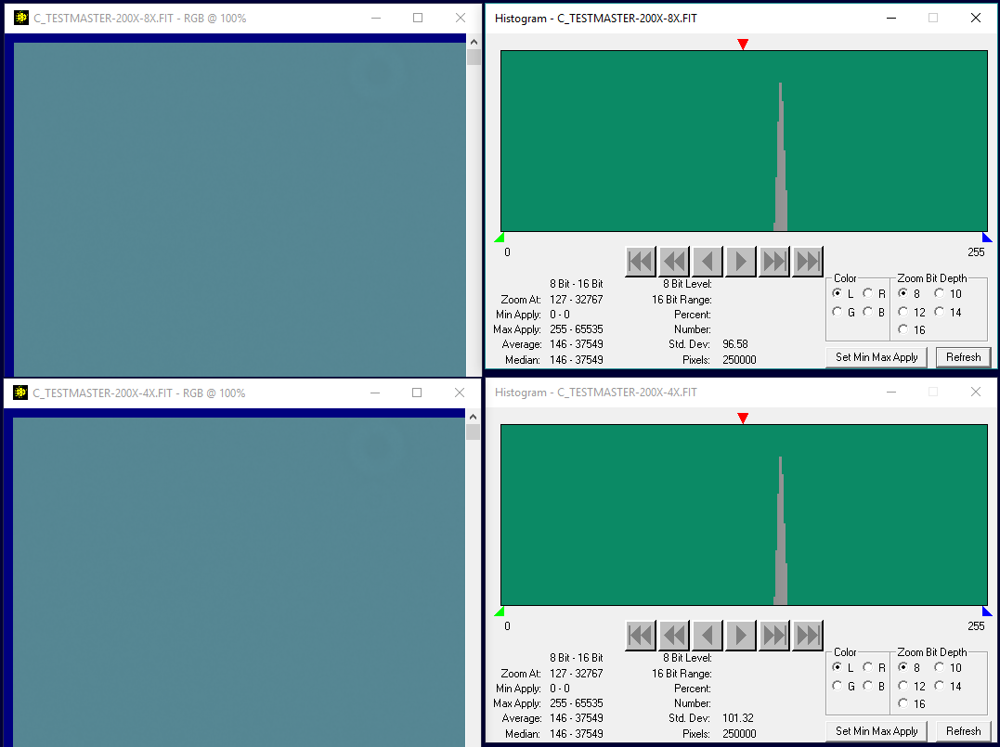 C_TESTMASTER-200X-8X.FIT - RGB @ 100%
Histogram - C_TESTMASTER-200X-8X.FIT
0
255
8 Bit - 16 Bit
8 Bit Level:
Zoom At: 127 - 32767
16 Bit Range:
Min Apply: 0 - 0
Percent:
Max Apply: 255 - 65535
Number:
Average: 146 - 37549
Std. Dev: 96.58
Median: 146 - 37549
Pixels: 250000
Color
L R
G B
Zoom Bit Depth
8 10
12 14
16
Set Min Max Apply
Refresh
C_TESTMASTER-200X-4X.FIT - RGB @ 100%
Histogram - C_TESTMASTER-200X-4X.FIT
0
255
8 Bit - 16 Bit
8 Bit Level:
Zoom At: 127 - 32767
16 Bit Range:
Min Apply: 0 - 0
Percent:
Max Apply: 255 - 65535
Number:
Average: 146 - 37549
Std. Dev: 101.32
Median: 146 - 37549
Pixels: 250000
Color
L R
G B
Zoom Bit Depth
8 10
12 14
16
Set Min Max Apply
Refresh